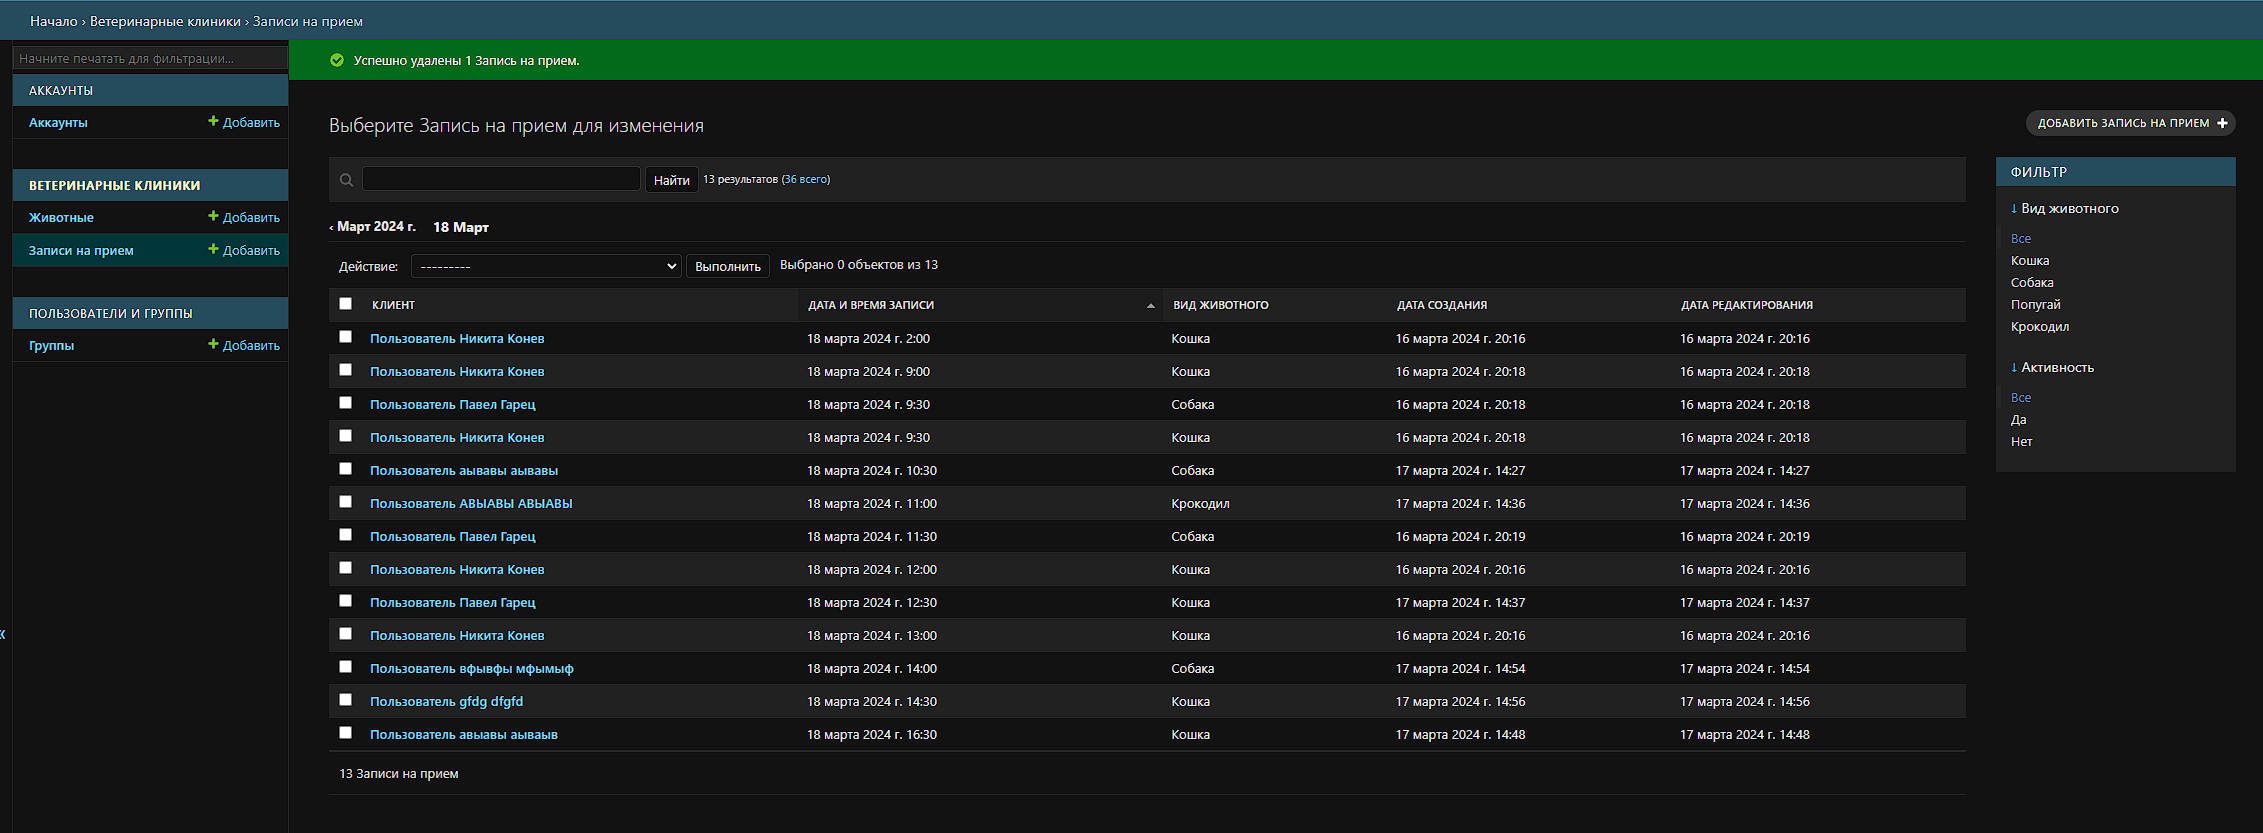 Начало › Ветеринарные клиники › Записи на прием
Начните печатать для фильтрации...
АККАУНТЫ
Аккаунты + Добавить
ВЕТЕРИНАРНЫЕ КЛИНИКИ
Животные + Добавить
Записи на прием + Добавить
ПОЛЬЗОВАТЕЛИ И ГРУППЫ
Группы + Добавить
«
Успешно удалены 1 Запись на прием.
Выберите Запись на прием для изменения
ДОБАВИТЬ ЗАПИСЬ НА ПРИЕМ +
Найти 13 результатов (36 всего)
‹ Март 2024 г. 18 Март
Действие: --------- Выполнить Выбрано 0 объектов из 13
КЛИЕНТ ДАТА И ВРЕМЯ ЗАПИСИ ВИД ЖИВОТНОГО ДАТА СОЗДАНИЯ ДАТА РЕДАКТИРОВАНИЯ
Пользователь Никита Конев 18 марта 2024 г. 2:00 Кошка 16 марта 2024 г. 20:16 16 марта 2024 г. 20:16
Пользователь Никита Конев 18 марта 2024 г. 9:00 Кошка 16 марта 2024 г. 20:18 16 марта 2024 г. 20:18
Пользователь Павел Гарец 18 марта 2024 г. 9:30 Собака 16 марта 2024 г. 20:18 16 марта 2024 г. 20:18
Пользователь Никита Конев 18 марта 2024 г. 9:30 Кошка 16 марта 2024 г. 20:18 16 марта 2024 г. 20:18
Пользователь аывавы аывавы 18 марта 2024 г. 10:30 Собака 17 марта 2024 г. 14:27 17 марта 2024 г. 14:27
Пользователь АВЫАВЫ АВЫАВЫ 18 марта 2024 г. 11:00 Крокодил 17 марта 2024 г. 14:36 17 марта 2024 г. 14:36
Пользователь Павел Гарец 18 марта 2024 г. 11:30 Собака 16 марта 2024 г. 20:19 16 марта 2024 г. 20:19
Пользователь Никита Конев 18 марта 2024 г. 12:00 Кошка 16 марта 2024 г. 20:16 16 марта 2024 г. 20:16
Пользователь Павел Гарец 18 марта 2024 г. 12:30 Кошка 17 марта 2024 г. 14:37 17 марта 2024 г. 14:37
Пользователь Никита Конев 18 марта 2024 г. 13:00 Кошка 16 марта 2024 г. 20:16 16 марта 2024 г. 20:16
Пользователь вфывфы мфымыф 18 марта 2024 г. 14:00 Собака 17 марта 2024 г. 14:54 17 марта 2024 г. 14:54
Пользователь gfdg dfgfd 18 марта 2024 г. 14:30 Кошка 17 марта 2024 г. 14:56 17 марта 2024 г. 14:56
Пользователь авыавы аываыв 18 марта 2024 г. 16:30 Кошка 17 марта 2024 г. 14:48 17 марта 2024 г. 14:48
13 Записи на прием
ФИЛЬТР
↓ Вид животного
Все
Кошка
Собака
Попугай
Крокодил
↓ Активность
Все
Да
Нет